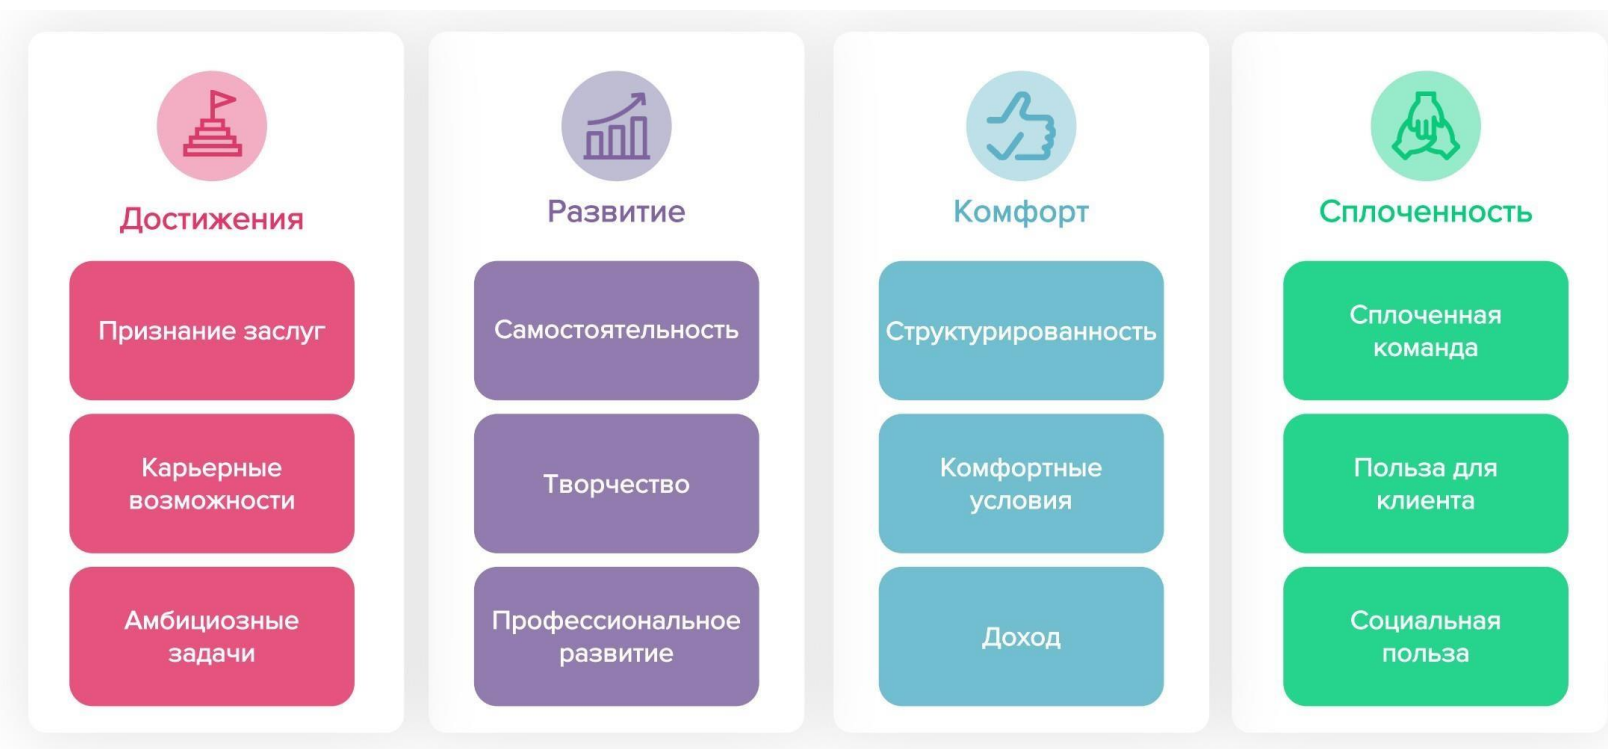 Достижения
Признание заслуг
Карьерные
возможности
Амбициозные
задачи
Развитие
Самостоятельность
Творчество
Профессиональное
развитие
Комфорт
Структурированность
Комфортные
условия
Доход
Сплоченность
Сплоченная
команда
Польза для
клиента
Социальная
польза